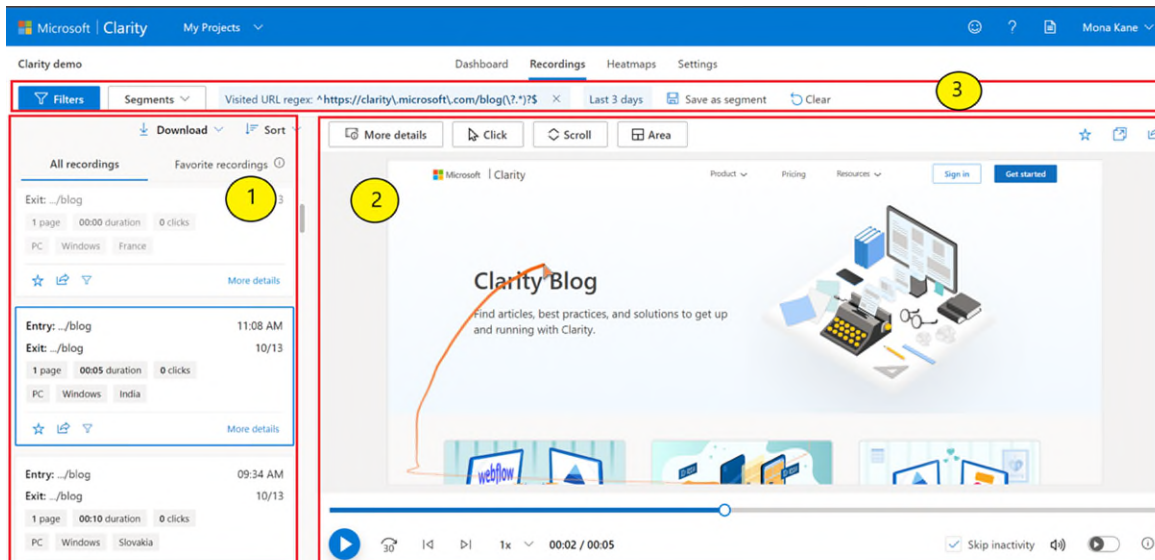 Microsoft | Clarity My Projects Mona Kane
Clarity demo Dashboard Recordings Heatmaps Settings
Filters Segments Visited URL regex: ^https://clarity\.microsoft\.com/blog(\?.*)?$ × Last 3 days Save as segment Clear
3
Download Sort
All recordings Favorite recordings
1
Exit: .../blog 3
1 page 00:00 duration 0 clicks
PC Windows France
More details
Entry: .../blog 11:08 AM
Exit: .../blog 10/13
1 page 00:05 duration 0 clicks
PC Windows India
More details
Entry: .../blog 09:34 AM
Exit: .../blog 10/13
1 page 00:10 duration 0 clicks
PC Windows Slovakia
More details Click Scroll Area
2
Microsoft | Clarity Product Pricing Resources Sign in Get started
Clarity Blog
Find articles, best practices, and solutions to get up
and running with Clarity.
webflow
30 1x 00:02 / 00:05 Skip inactivity